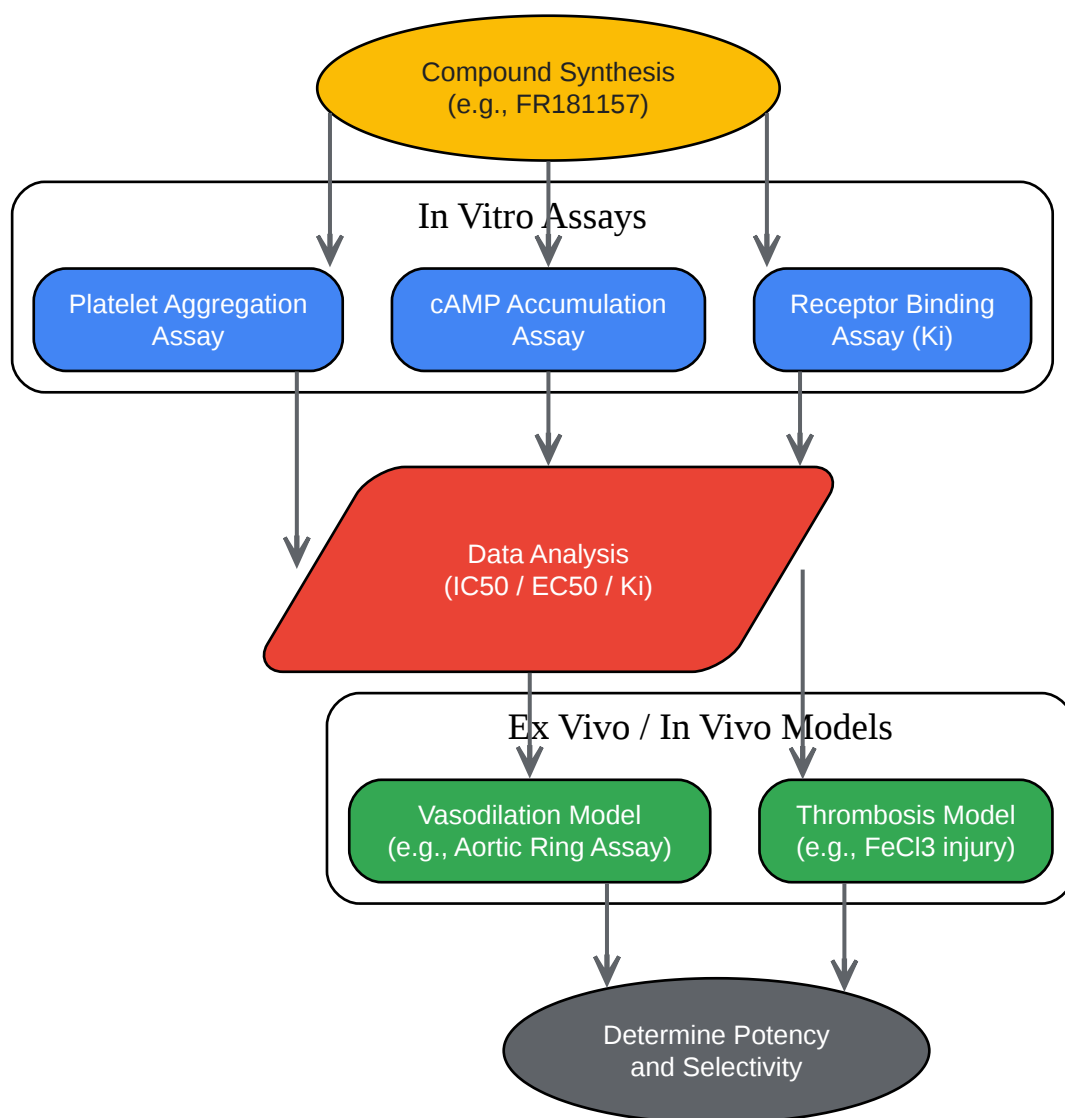 Compound Synthesis
(e.g., FR181157)
In Vitro Assays
Platelet Aggregation
Assay
cAMP Accumulation
Assay
Receptor Binding
Assay (Ki)
Data Analysis
(IC50 / EC50 / Ki)
Ex Vivo / In Vivo Models
Vasodilation Model
(e.g., Aortic Ring Assay)
Thrombosis Model
(e.g., FeCl3 injury)
Determine Potency
and Selectivity